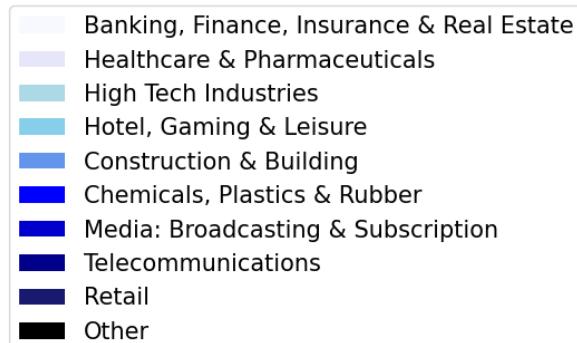 Banking, Finance, Insurance & Real Estate
Healthcare & Pharmaceuticals
High Tech Industries
Hotel, Gaming & Leisure
Construction & Building
Chemicals, Plastics & Rubber
Media: Broadcasting & Subscription
Telecommunications
Retail
Other